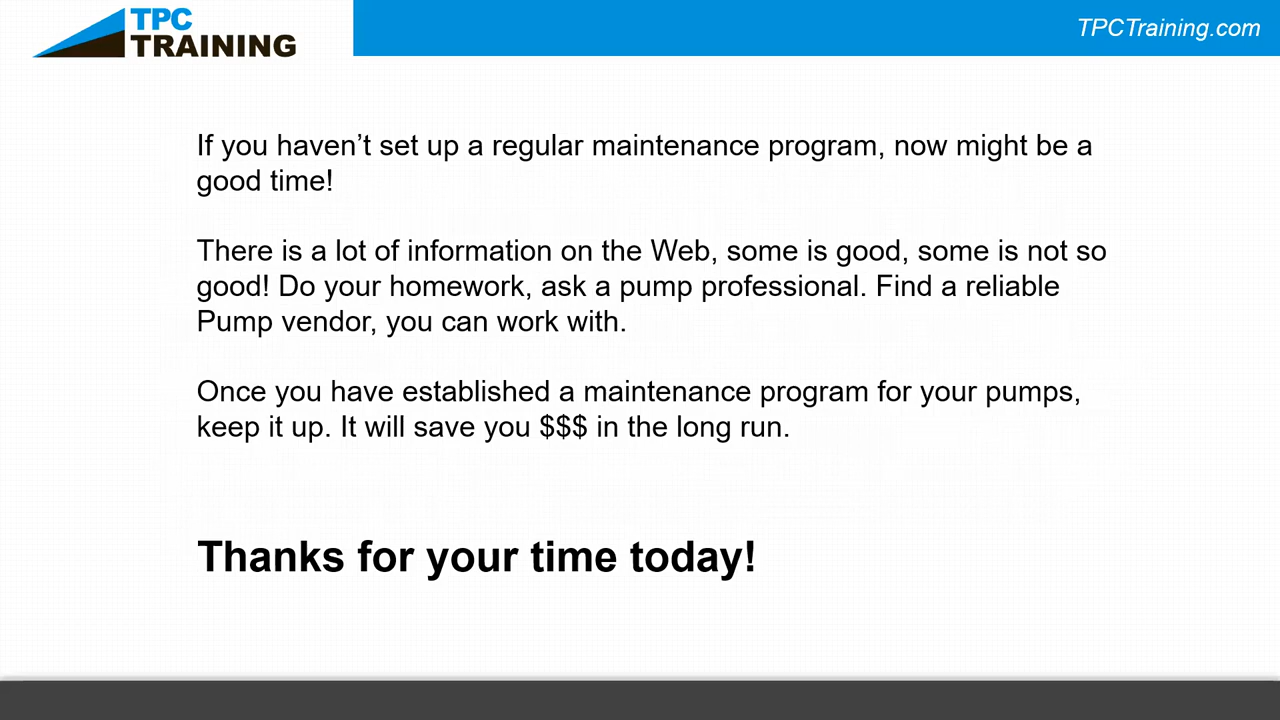 TPC
TRAINING
TPCTraining.com
If you haven’t set up a regular maintenance program, now might be a
good time!
There is a lot of information on the Web, some is good, some is not so
good! Do your homework, ask a pump professional. Find a reliable
Pump vendor, you can work with.
Once you have established a maintenance program for your pumps,
keep it up. It will save you $$$ in the long run.
Thanks for your time today!